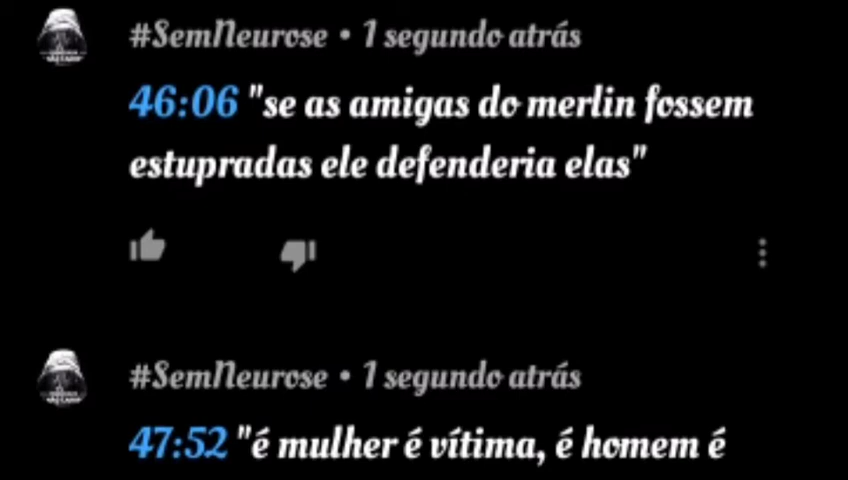 #SemNeurose • 1 segundo atrás
46:06 "se as amigas do merlin fossem
estupradas ele defenderia elas"
#SemNeurose • 1 segundo atrás
47:52 "é mulher é vítima, é homem é